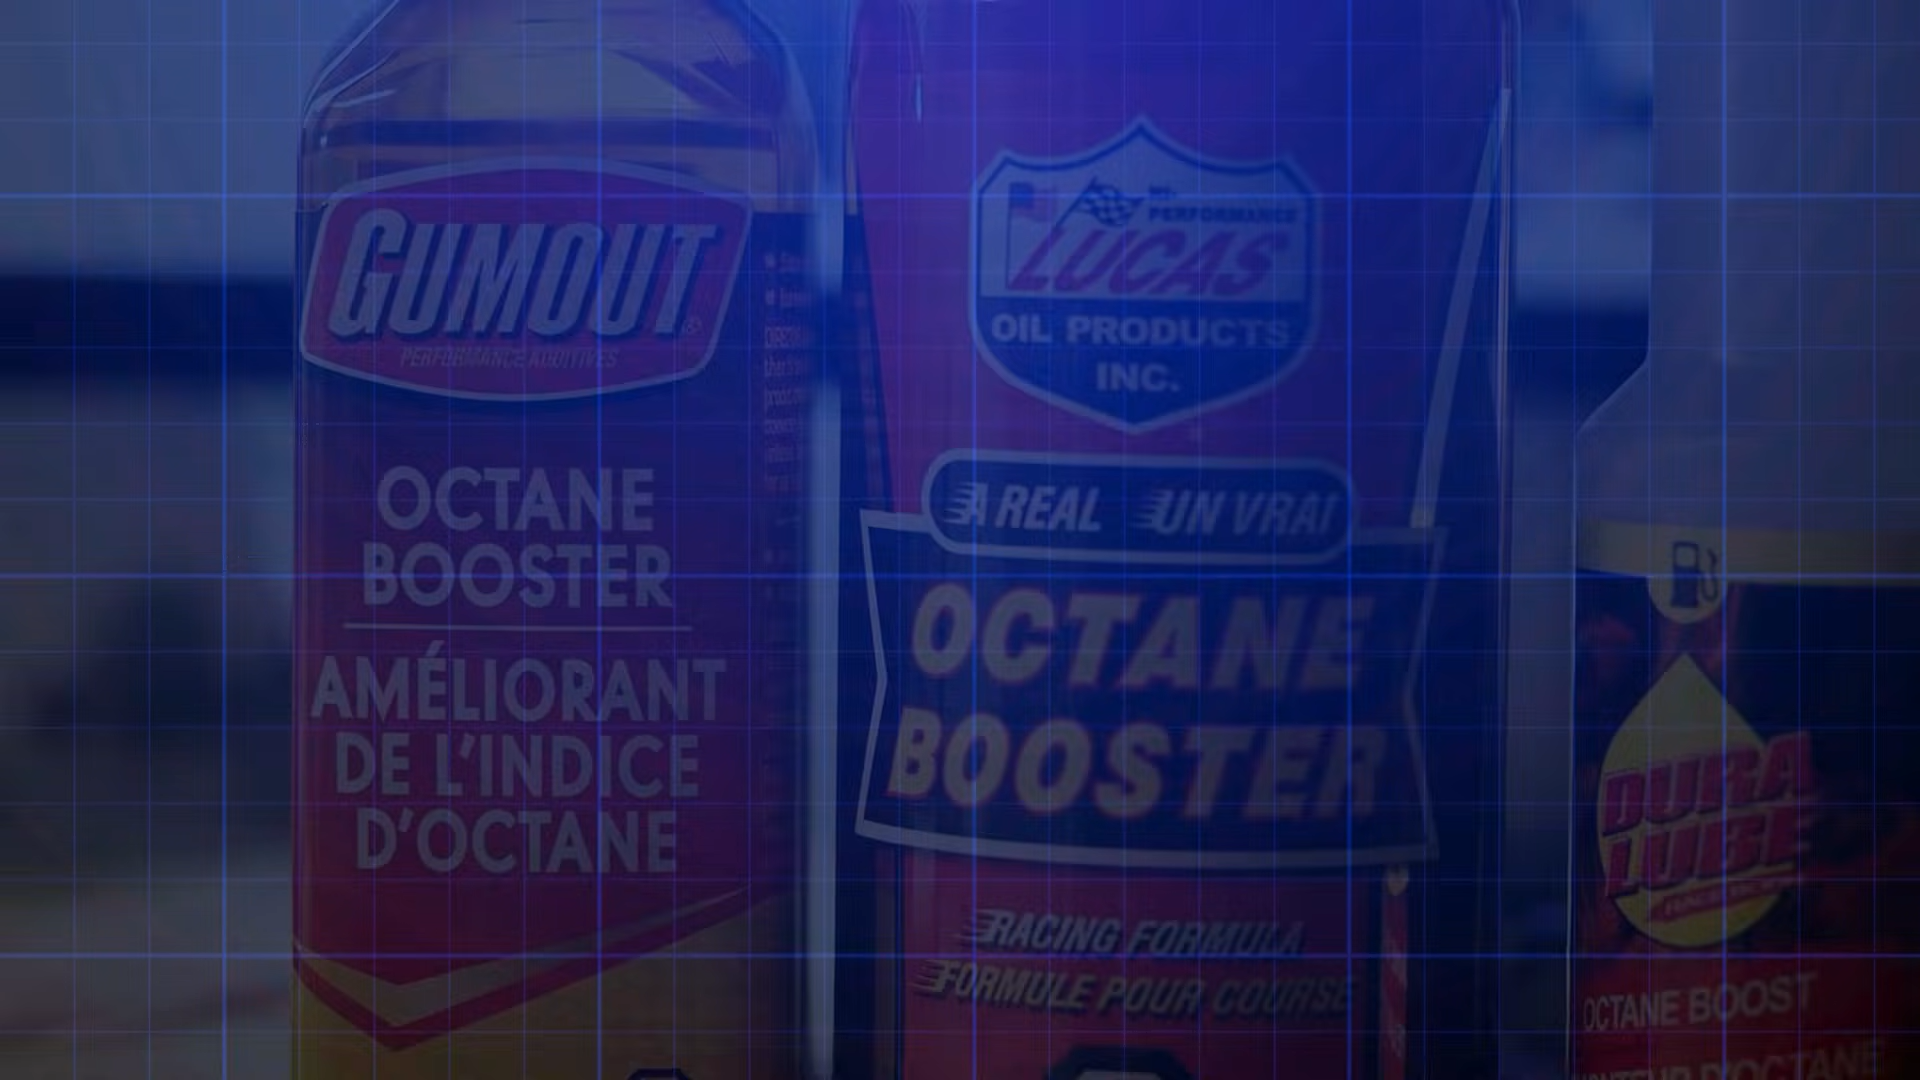 GUMOUT®
PERFORMANCE ADDITIVES
OCTANE
BOOSTER
AMÉLIORANT
DE L'INDICE
D'OCTANE
PERFORMANCE
LUCAS
OIL PRODUCTS
INC.
A REAL UN VRAI
OCTANE
BOOSTER
RACING FORMULA
FORMULE POUR COURSE
DURA
LUBE
OCTANE BOOST
D'OCTANE